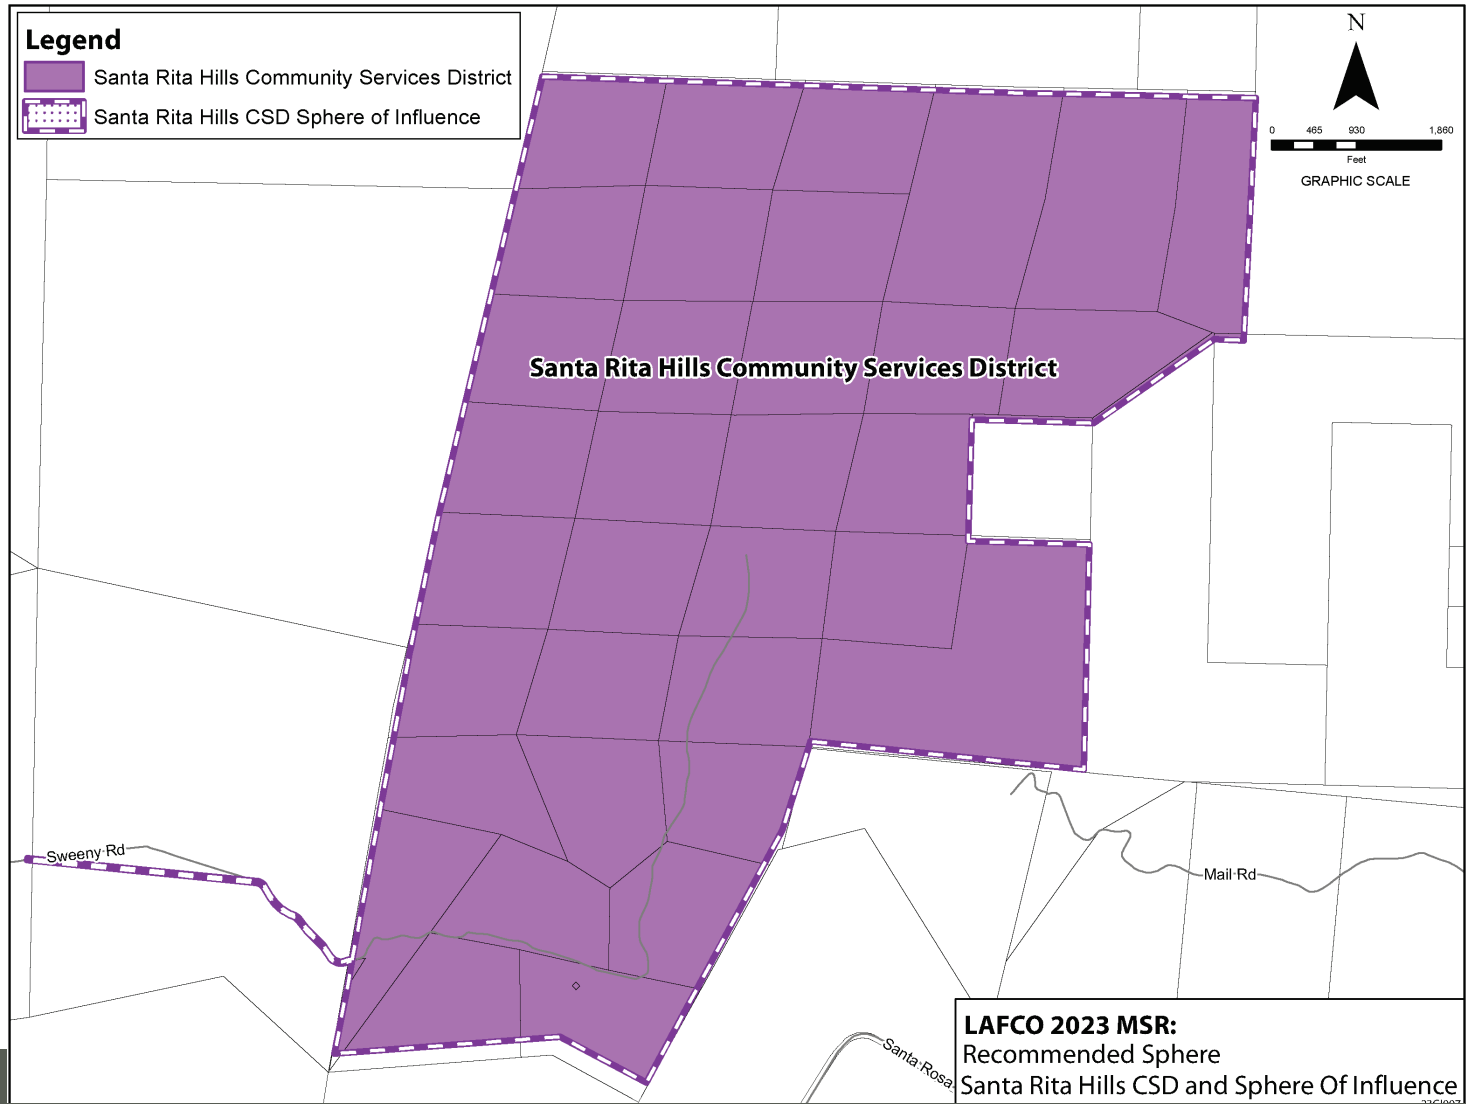 Legend
Santa Rita Hills Community Services District
Santa Rita Hills CSD Sphere of Influence
N
0 465 930 1,860
Feet
GRAPHIC SCALE
Santa Rita Hills Community Services District
Sweeny Rd
Mail Rd
Santa Rosa
LAFCO 2023 MSR:
Recommended Sphere
Santa Rita Hills CSD and Sphere Of Influence